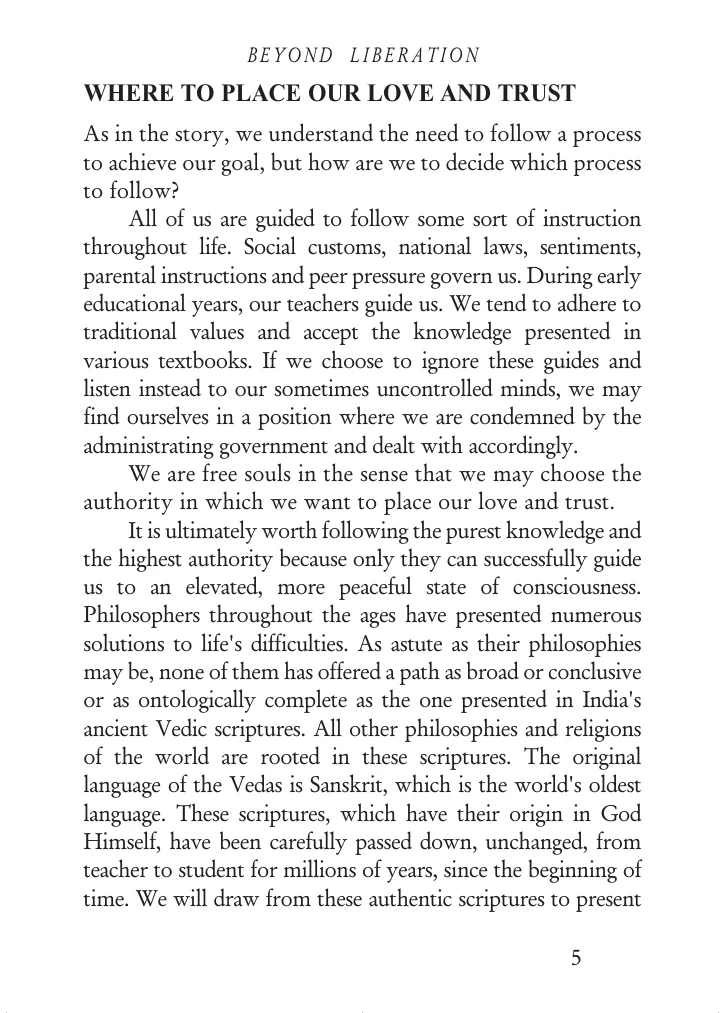 BEYOND LIBERATION
WHERE TO PLACE OUR LOVE AND TRUST
As in the story, we understand the need to follow a process
to achieve our goal, but how are we to decide which process
to follow?
All of us are guided to follow some sort of instruction
throughout life. Social customs, national laws, sentiments,
parental instructions and peer pressure govern us. During early
educational years, our teachers guide us. We tend to adhere to
traditional values and accept the knowledge presented in
various textbooks. If we choose to ignore these guides and
listen instead to our sometimes uncontrolled minds, we may
find ourselves in a position where we are condemned by the
administrating government and dealt with accordingly.
We are free souls in the sense that we may choose the
authority in which we want to place our love and trust.
It is ultimately worth following the purest knowledge and
the highest authority because only they can successfully guide
us to an elevated, more peaceful state of consciousness.
Philosophers throughout the ages have presented numerous
solutions to life's difficulties. As astute as their philosophies
may be, none of them has offered a path as broad or conclusive
or as ontologically complete as the one presented in India's
ancient Vedic scriptures. All other philosophies and religions
of the world are rooted in these scriptures. The original
language of the Vedas is Sanskrit, which is the world's oldest
language. These scriptures, which have their origin in God
Himself, have been carefully passed down, unchanged, from
teacher to student for millions of years, since the beginning of
time. We will draw from these authentic scriptures to present
5